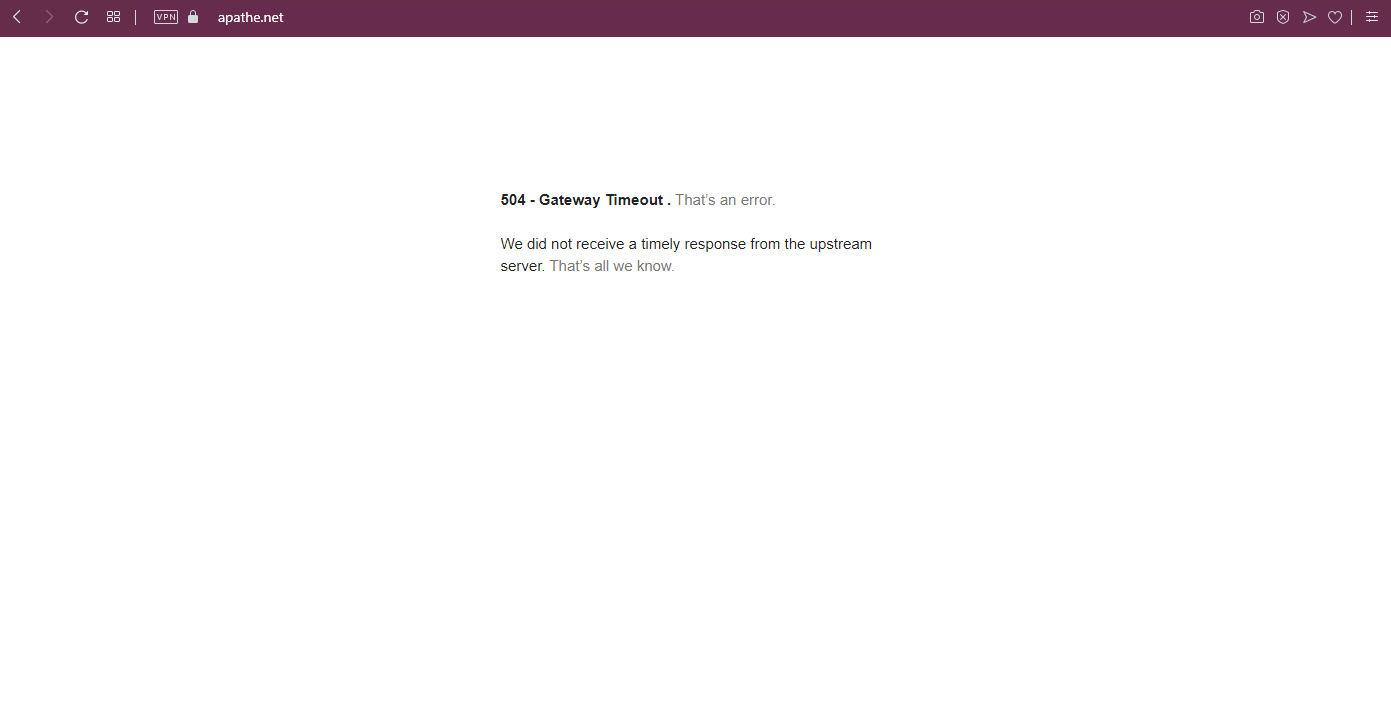 VPN apathe.net
504 - Gateway Timeout . That’s an error.
We did not receive a timely response from the upstream
server. That’s all we know.